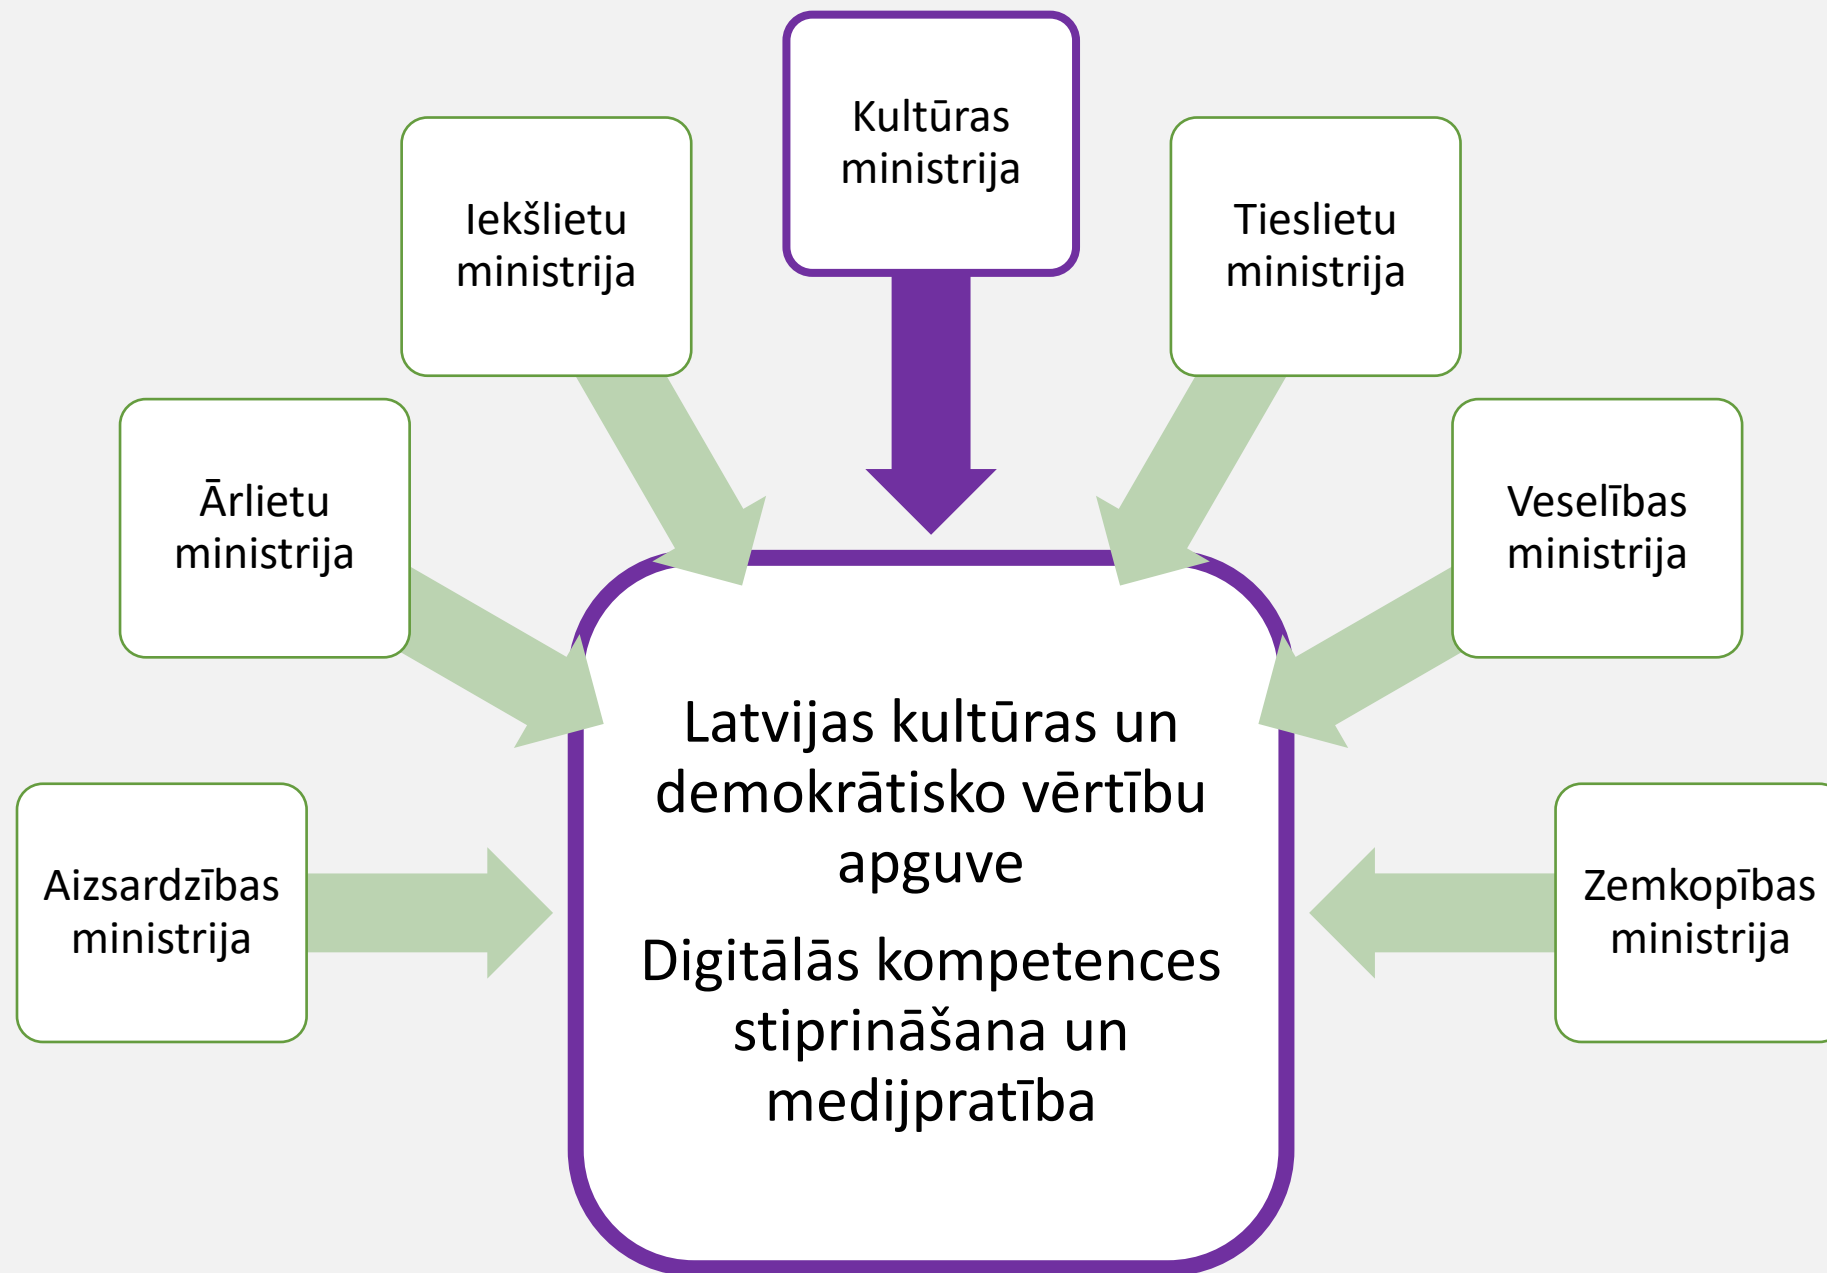 Kultūras
ministrija
Iekšlietu
ministrija
Tieslietu
ministrija
Ārlietu
ministrija
Veselības
ministrija
Aizsardzības
ministrija
Zemkopības
ministrija
Latvijas kultūras un
demokrātisko vērtību
apguve
Digitālās kompetences
stiprināšana un
medijpratība